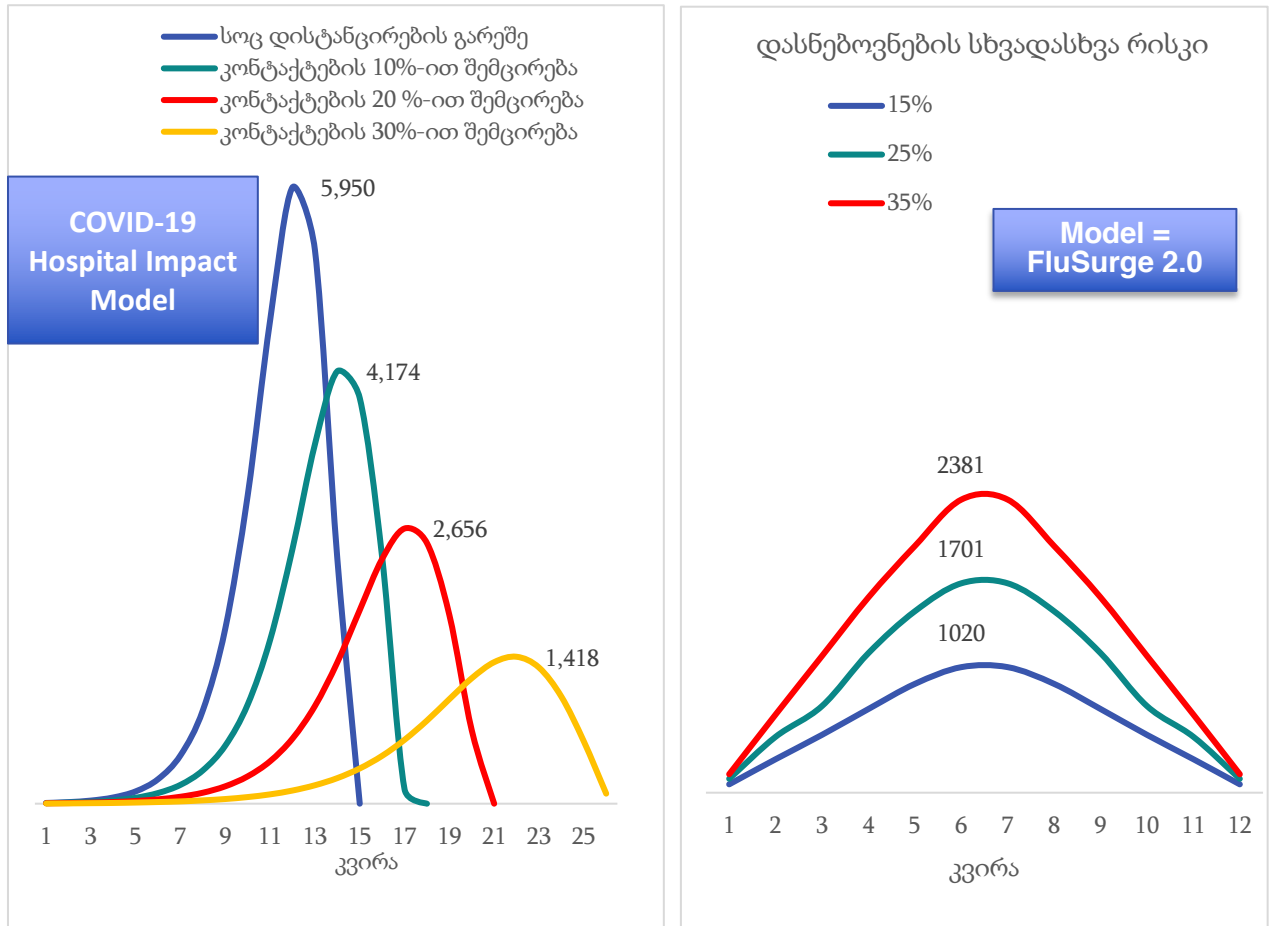 სოც დისტანცირების გარეშე
კონტაქტების 10%-ით შემცირება
კონტაქტების 20 %-ით შემცირება
კონტაქტების 30%-ით შემცირება
COVID-19
Hospital Impact
Model
5,950
4,174
2,656
1,418
1 3 5 7 9 11 13 15 17 19 21 23 25
კვირა
დასნებოვნების სხვადასხვა რისკი
15%
25%
35%
Model =
FluSurge 2.0
2381
1701
1020
1 2 3 4 5 6 7 8 9 10 11 12
კვირა